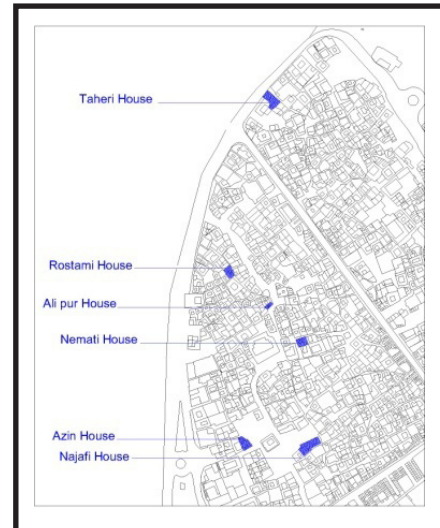 Taheri House
Rostami House
Ali pur House
Nemati House
Azin House
Najafi House